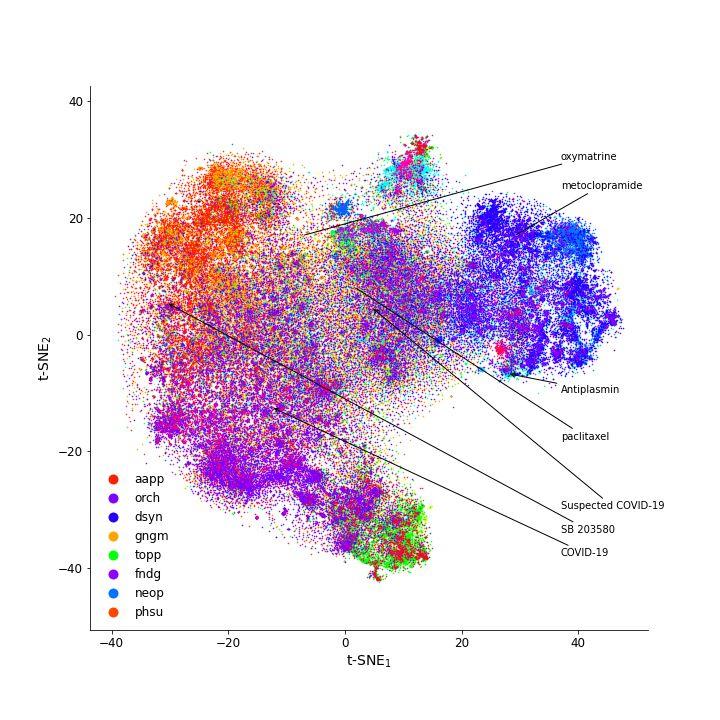 40
20
0
−20
−40
t-SNE2
oxymatrine
metoclopramide
Antiplasmin
paclitaxel
Suspected COVID-19
SB 203580
COVID-19
aapp
orch
dsyn
gngm
topp
fndg
neop
phsu
−40 −20 0 20 40
t-SNE1